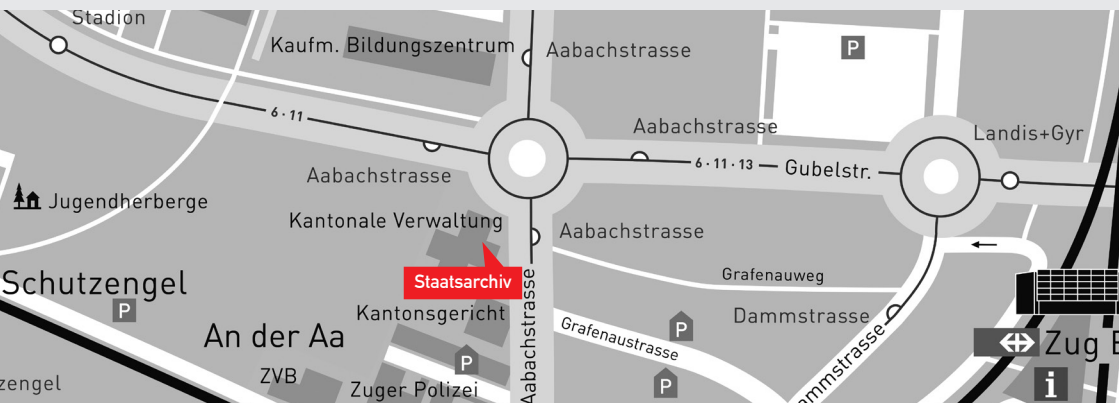 Stadion
Kaufm. Bildungszentrum
Aabachstrasse
P
6 · 11
Aabachstrasse
Landis+Gyr
Aabachstrasse
6 · 11 · 13
Gubelstr.
Jugendherberge
Kantonale Verwaltung
Aabachstrasse
Schutzengel
P
Staatsarchiv
Aabachstrasse
Grafenauweg
Kantonsgericht
Dammstrasse
An der Aa
Grafenaustrasse
P
Dammstrasse
Zug B
P
ZVB
Zuger Polizei
P
i
zengel